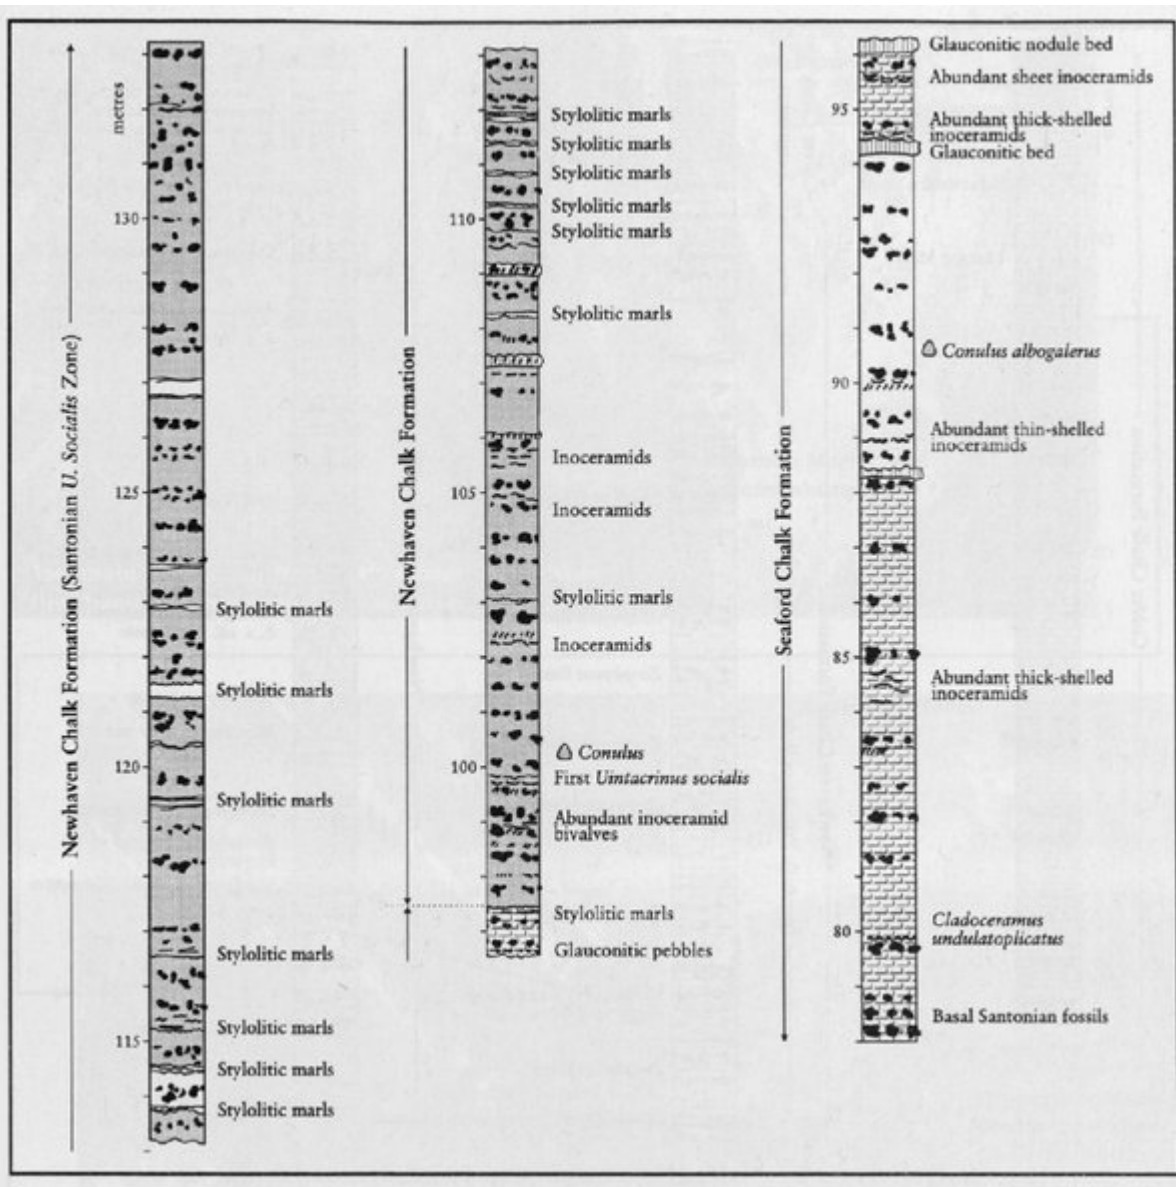 metres
130
125
120
115
Newhaven Chalk Formation (Santonian U. Socialis Zone)
Stylolitic marls
Stylolitic marls
Stylolitic marls
Stylolitic marls
Stylolitic marls
Stylolitic marls
Stylolitic marls
Newhaven Chalk Formation
110
105
100
Stylolitic marls
Stylolitic marls
Stylolitic marls
Stylolitic marls
Stylolitic marls
Stylolitic marls
Inoceramids
Inoceramids
Stylolitic marls
Inoceramids
Conulus
First Uintacrinus socialis
Abundant inoceramid
bivalves
Stylolitic marls
Glauconitic pebbles
Seaford Chalk Formation
95
90
85
80
Glauconitic nodule bed
Abundant sheet inoceramids
Abundant thick-shelled
inoceramids
Glauconitic bed
Conulus albogalerus
Abundant thin-shelled
inoceramids
Abundant thick-shelled
inoceramids
Cladoceramus
undulatoplicatus
Basal Santonian fossils